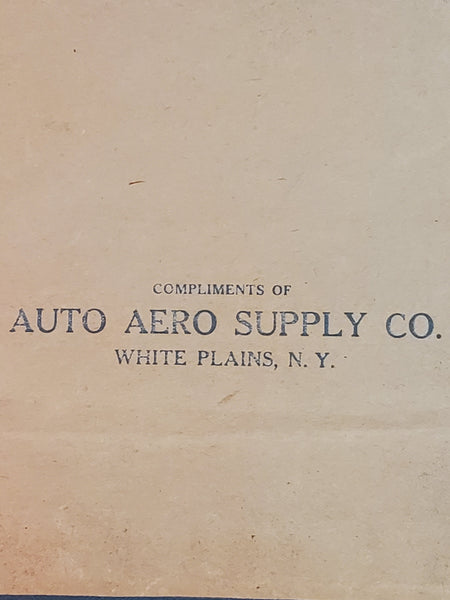 COMPLIMENTS OF
AUTO AERO SUPPLY CO.
WHITE PLAINS, N. Y.